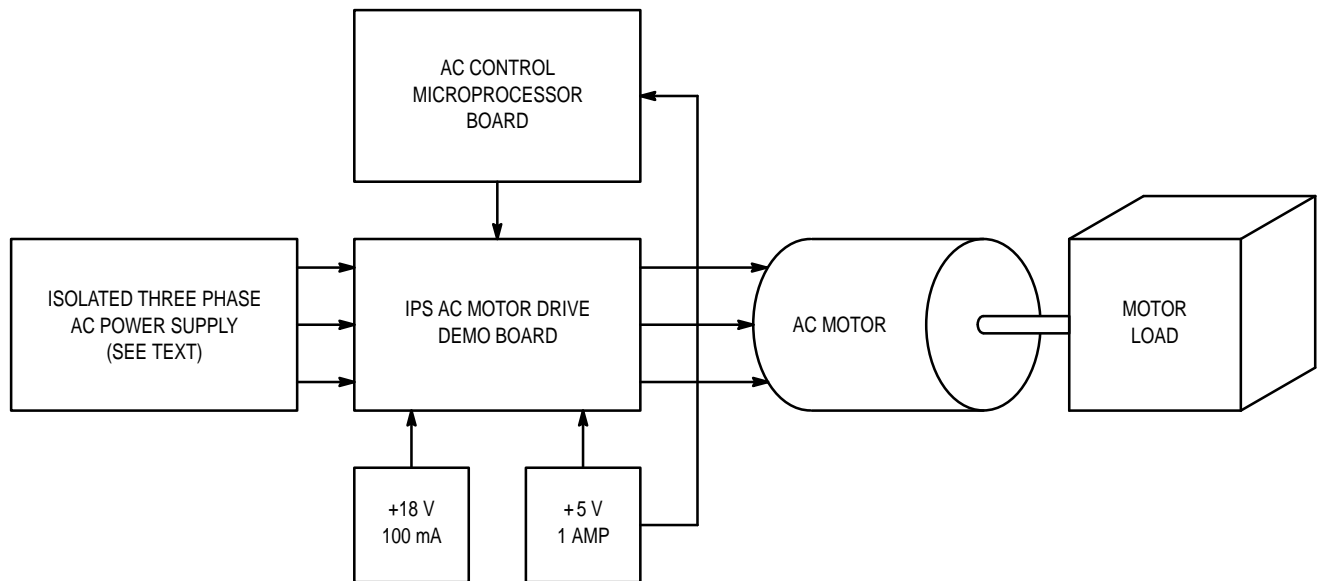 AC CONTROL
MICROPROCESSOR
BOARD
ISOLATED THREE PHASE
AC POWER SUPPLY
(SEE TEXT)
IPS AC MOTOR DRIVE
DEMO BOARD
AC MOTOR
MOTOR
LOAD
+18 V
100 mA
+5 V
1 AMP